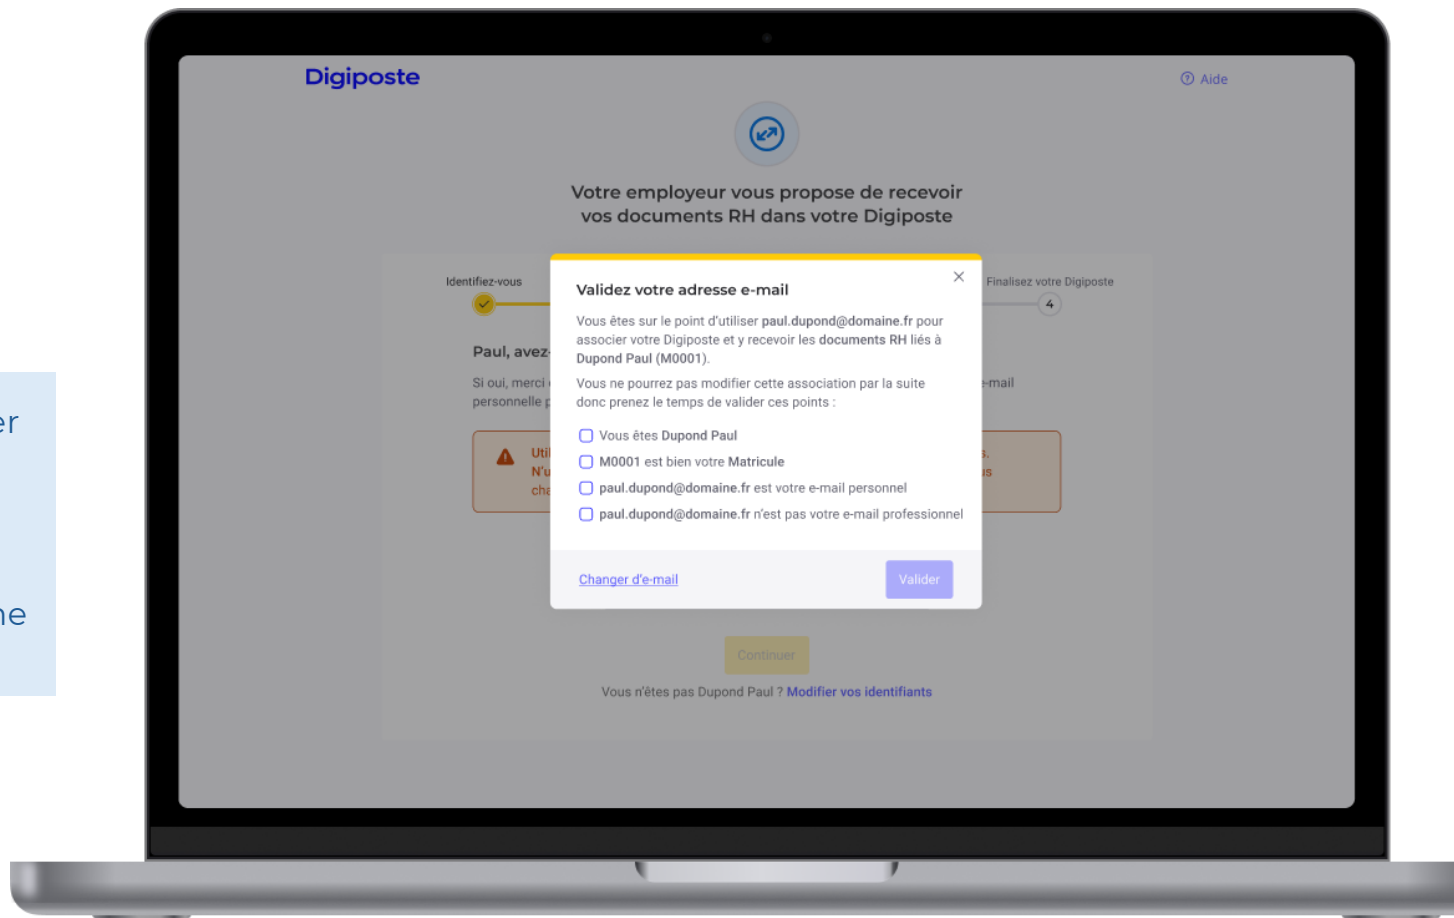 Digiposte
Aide
Votre employeur vous propose de recevoir
vos documents RH dans votre Digiposte
Identifiez-vous
Finalisez votre Digiposte
4
Paul, avez-
Si oui, merci
e-mail
personnelle
Validez votre adresse e-mail
Vous êtes sur le point d'utiliser paul.dupond@domaine.fr pour
associer votre Digiposte et y recevoir les documents RH liés à
Dupond Paul (M0001).
Vous ne pourrez pas modifier cette association par la suite
donc prenez le temps de valider ces points :
Vous êtes Dupond Paul
M0001 est bien votre Matricule
paul.dupond@domaine.fr est votre e-mail personnel
paul.dupond@domaine.fr n'est pas votre e-mail professionnel
Changer d'e-mail
Valider
Continuer
Vous n'êtes pas Dupond Paul ? Modifier vos identifiants